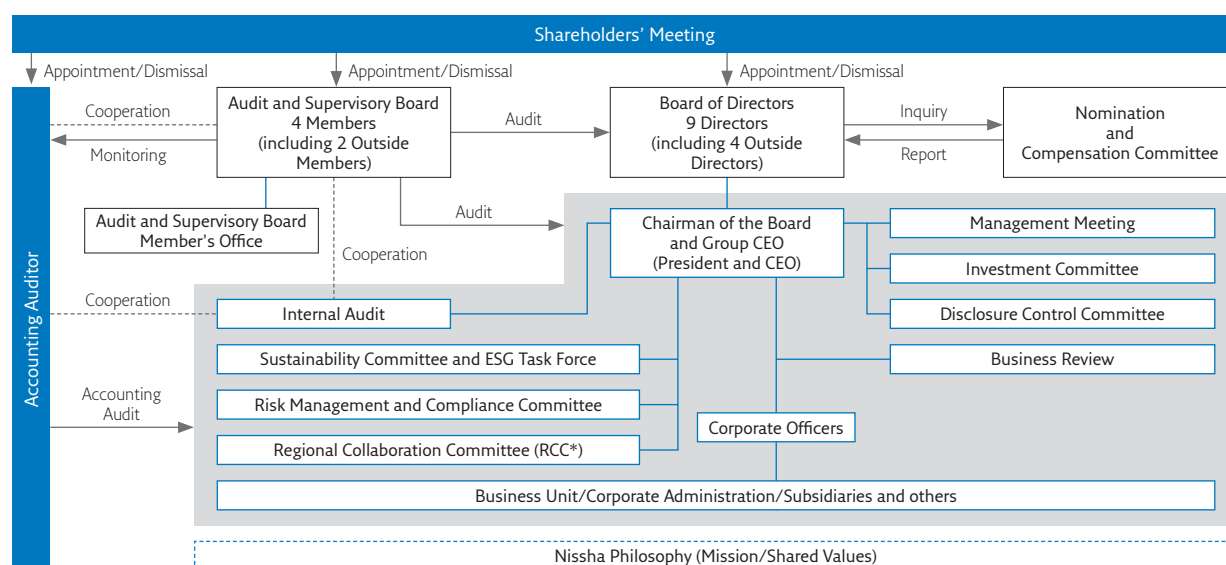 Shareholders’ Meeting
Appointment/Dismissal
Appointment/Dismissal
Appointment/Dismissal
Accounting Auditor
Cooperation
Monitoring
Audit and Supervisory Board
4 Members
(including 2 Outside
Members)
Audit
Board of Directors
9 Directors
(including 4 Outside
Directors)
Inquiry
Report
Nomination
and
Compensation Committee
Audit and Supervisory Board
Member’s Office
Audit
Cooperation
Chairman of the Board
and Group CEO
(President and CEO)
Management Meeting
Investment Committee
Disclosure Control Committee
Business Review
Cooperation
Internal Audit
Sustainability Committee and ESG Task Force
Risk Management and Compliance Committee
Regional Collaboration Committee (RCC*)
Accounting
Audit
Corporate Officers
Business Unit/Corporate Administration/Subsidiaries and others
Nissha Philosophy (Mission/Shared Values)